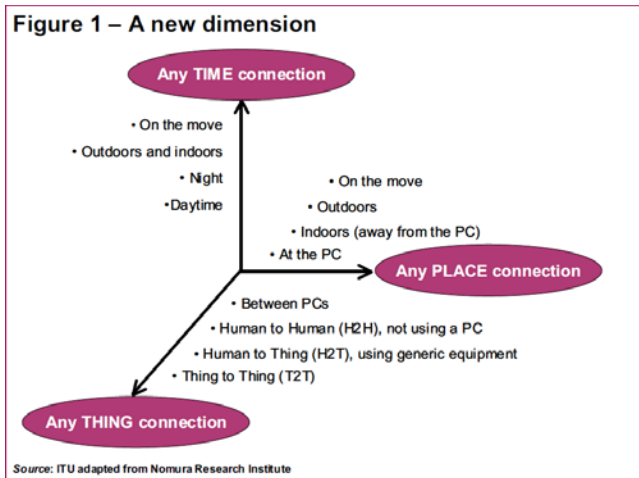 Figure 1 – A new dimension
Any TIME connection
• On the move
• Outdoors and indoors
• Night
• Daytime
• On the move
• Outdoors
• Indoors (away from the PC)
• At the PC
Any PLACE connection
• Between PCs
• Human to Human (H2H), not using a PC
• Human to Thing (H2T), using generic equipment
• Thing to Thing (T2T)
Any THING connection
Source: ITU adapted from Nomura Research Institute